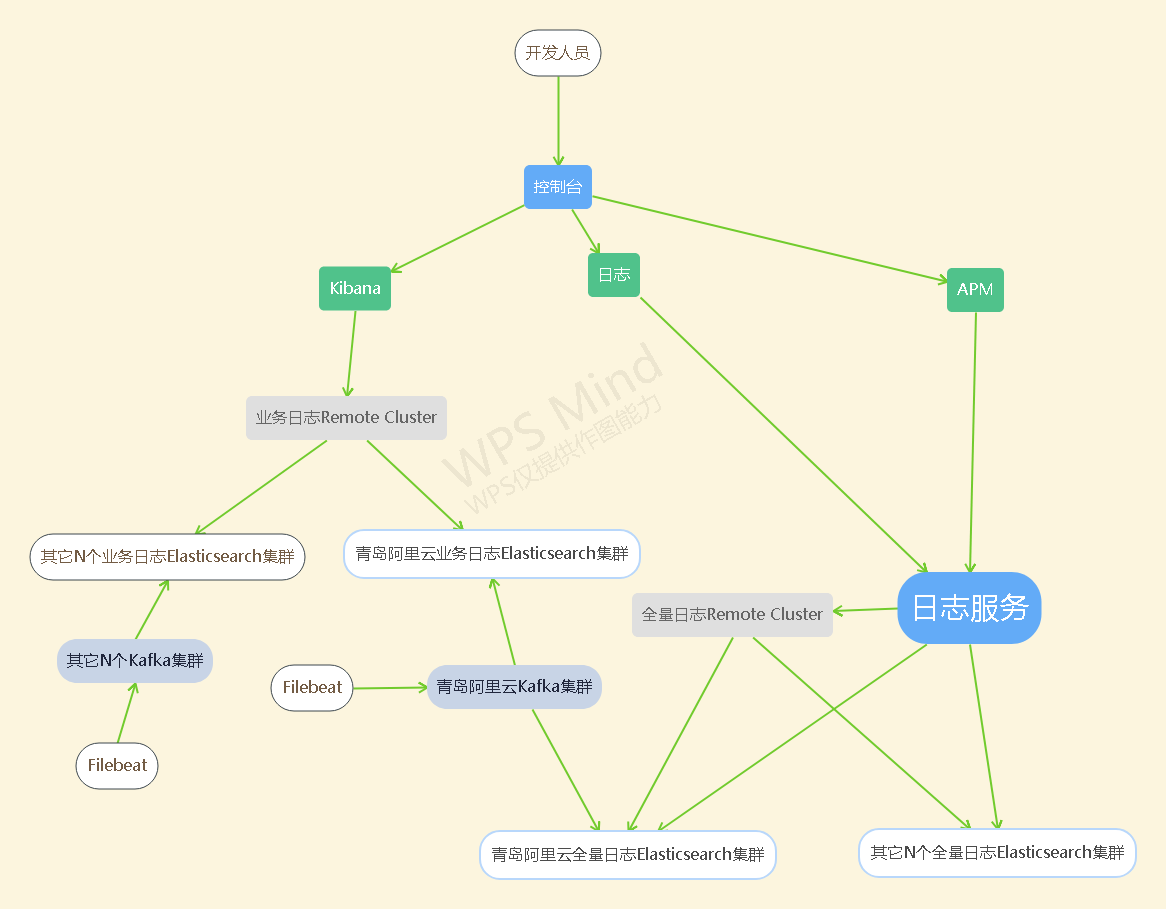 开发人员
控制台
日志
Kibana
APM
WPS Mind
WPS仅提供作图能力
业务日志Remote Cluster
其它N个业务日志Elasticsearch集群
青岛阿里云业务日志Elasticsearch集群
日志服务
全量日志Remote Cluster
其它N个Kafka集群
Filebeat
青岛阿里云Kafka集群
Filebeat
青岛阿里云全量日志Elasticsearch集群
其它N个全量日志Elasticsearch集群